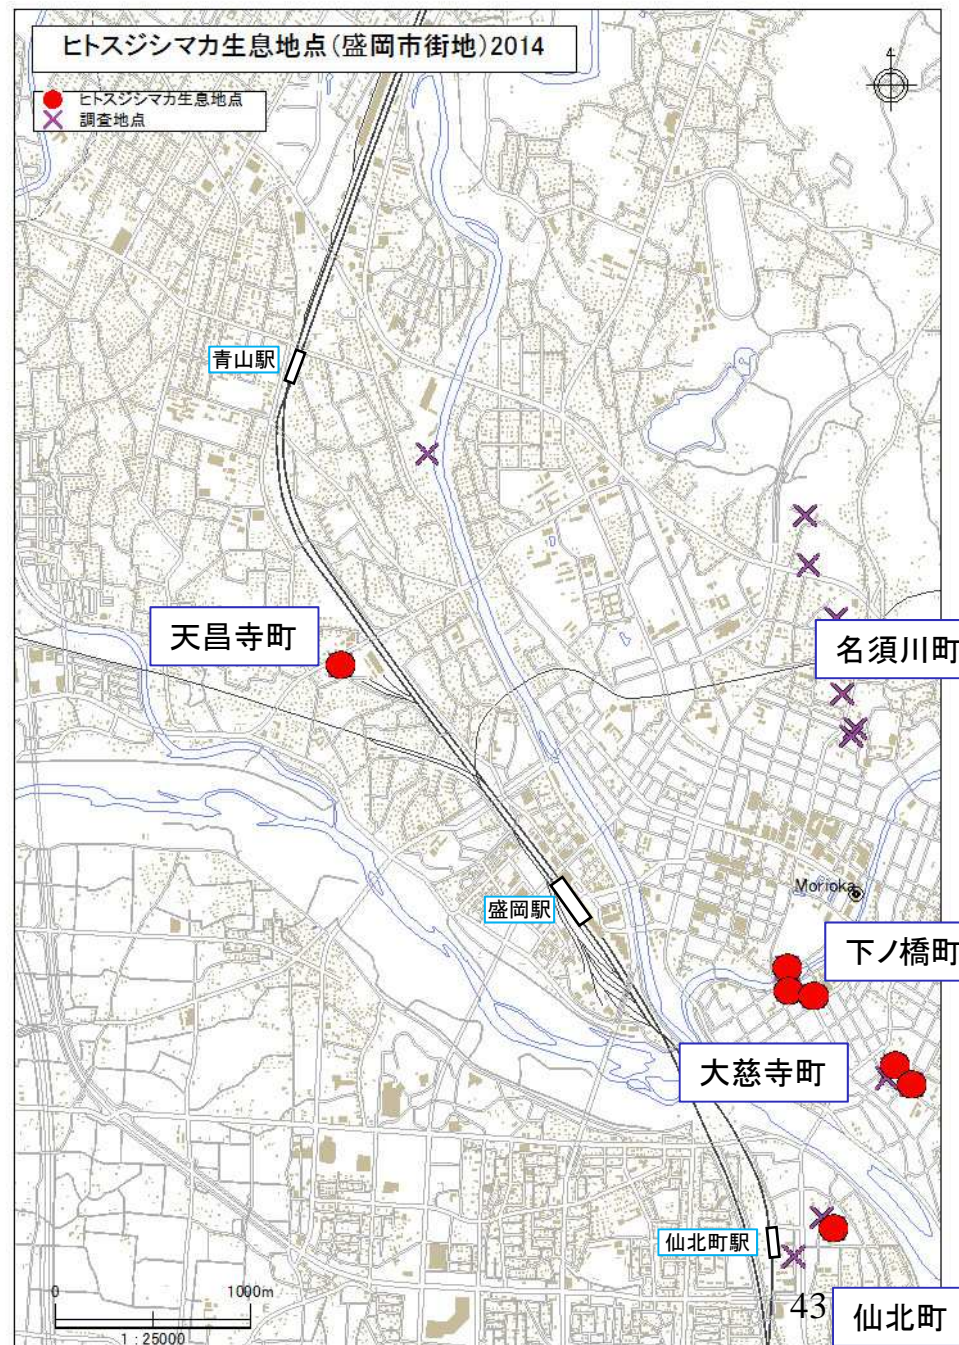 ヒトスジシマカ生息地点(盛岡市街地)2014
ヒトスジシマカ生息地点
調査地点
青山駅
天昌寺町
名須川町
盛岡駅
Morioka
下ノ橋町
大慈寺町
仙北町駅
0 1000m
1:25000
43
仙北町